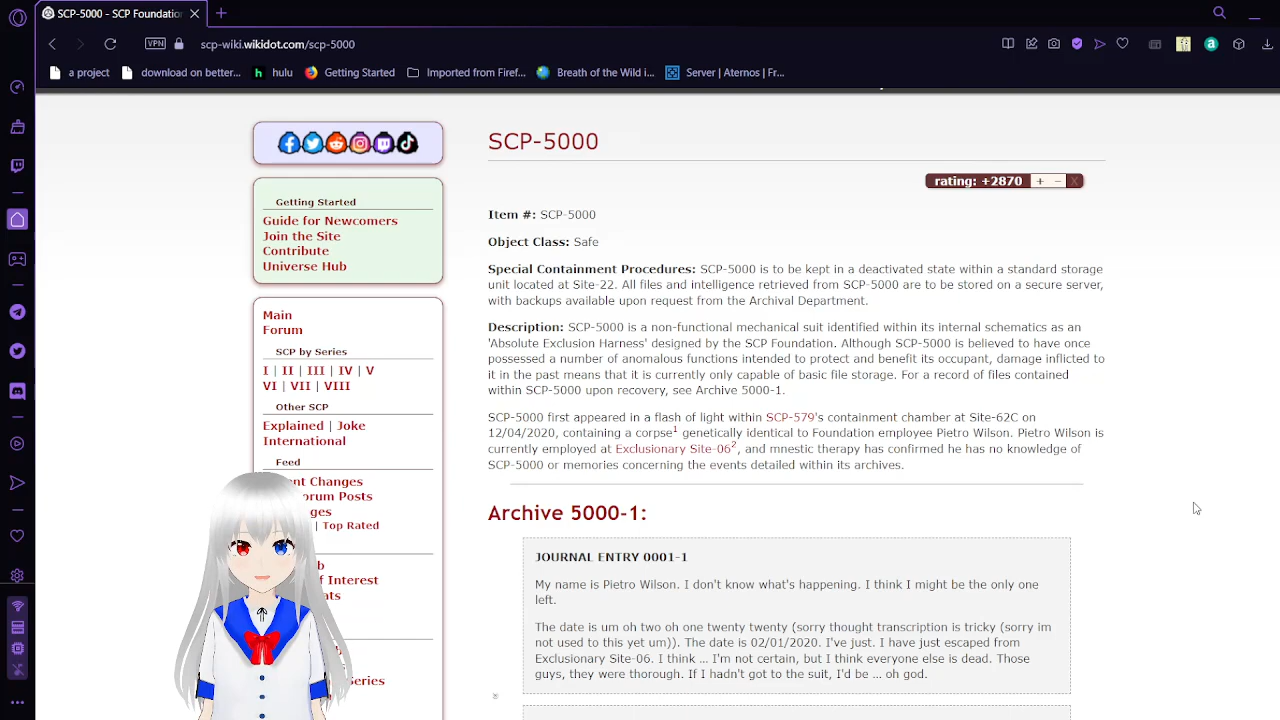 SCP-5000 - SCP Foundation
VPN
scp-wiki.wikidot.com/scp-5000
a project
download on better...
hulu
Getting Started
Imported from Firef...
Breath of the Wild i...
Server | Aternos | Fr...
Getting Started
Guide for Newcomers
Join the Site
Contribute
Universe Hub
Main
Forum
SCP by Series
I | II | III | IV | V
VI | VII | VIII
Other SCP
Explained | Joke
International
Feed
ent Changes
orum Posts
ges
| Top Rated
b
f Interest
ats
eries
SCP-5000
rating: +2870 + − X
Item #: SCP-5000
Object Class: Safe
Special Containment Procedures: SCP-5000 is to be kept in a deactivated state within a standard storage
unit located at Site-22. All files and intelligence retrieved from SCP-5000 are to be stored on a secure server,
with backups available upon request from the Archival Department.
Description: SCP-5000 is a non-functional mechanical suit identified within its internal schematics as an
'Absolute Exclusion Harness' designed by the SCP Foundation. Although SCP-5000 is believed to have once
possessed a number of anomalous functions intended to protect and benefit its occupant, damage inflicted to
it in the past means that it is currently only capable of basic file storage. For a record of files contained
within SCP-5000 upon recovery, see Archive 5000-1.
SCP-5000 first appeared in a flash of light within SCP-579's containment chamber at Site-62C on
12/04/2020, containing a corpse1 genetically identical to Foundation employee Pietro Wilson. Pietro Wilson is
currently employed at Exclusionary Site-062, and mnestic therapy has confirmed he has no knowledge of
SCP-5000 or memories concerning the events detailed within its archives.
Archive 5000-1:
JOURNAL ENTRY 0001-1
My name is Pietro Wilson. I don't know what's happening. I think I might be the only one
left.
The date is um oh two oh one twenty twenty (sorry thought transcription is tricky (sorry im
not used to this yet um)). The date is 02/01/2020. I've just. I have just escaped from
Exclusionary Site-06. I think … I'm not certain, but I think everyone else is dead. Those
guys, they were thorough. If I hadn't got to the suit, I'd be … oh god.